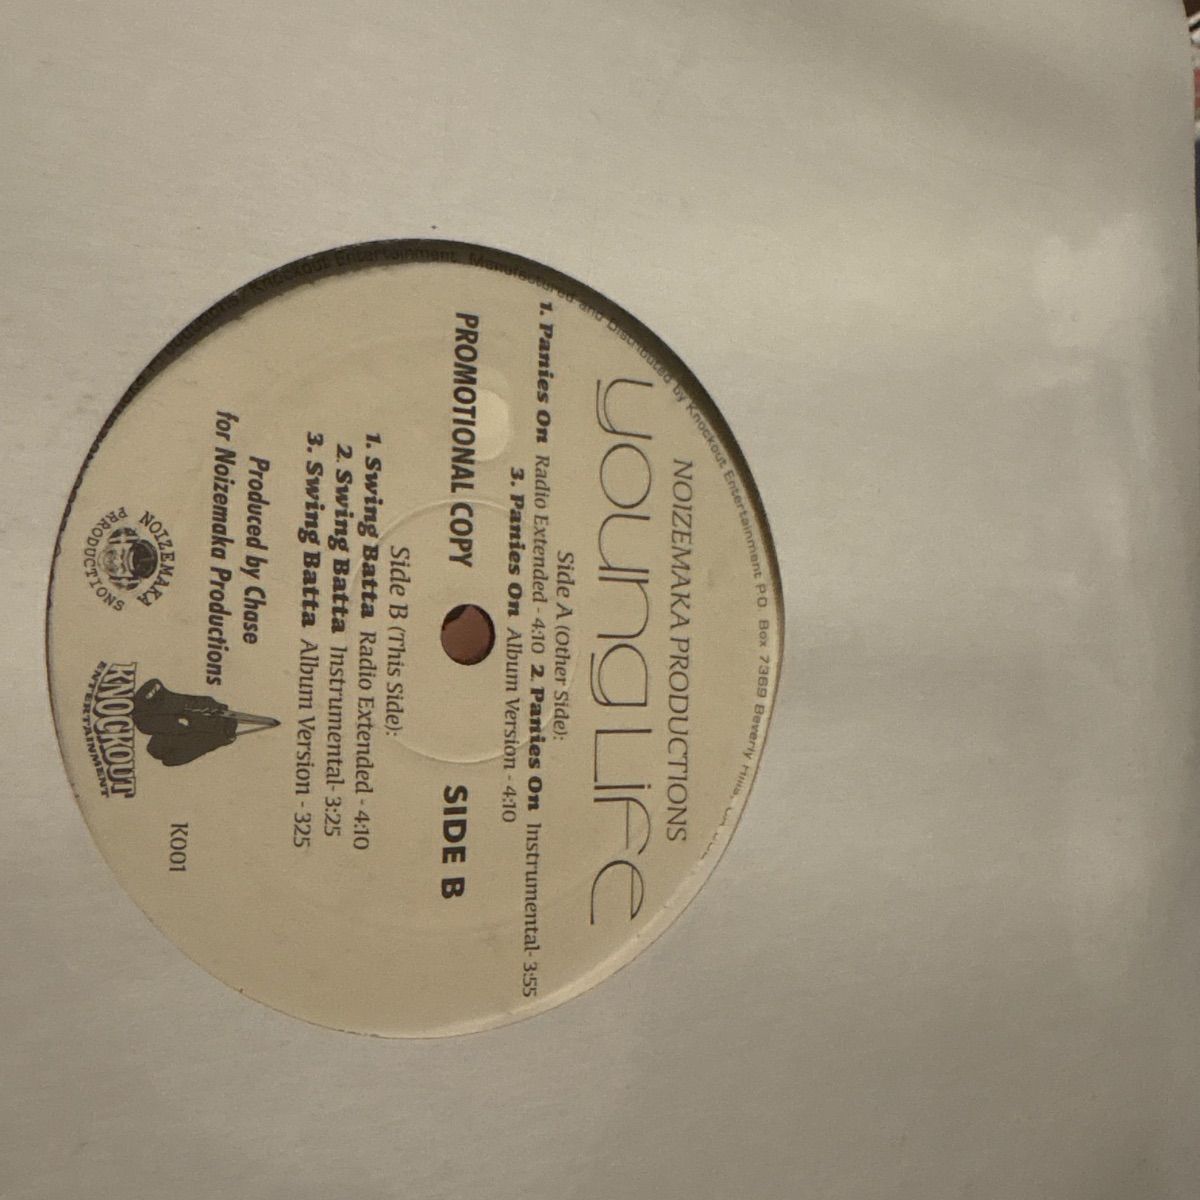 NOIZEMAKA PRODUCTIONS
young Life
Side A (Other Side):
1. Panies On Radio Extended - 4:10 2. Panies On Instrumental- 3:55
3. Panies On Album Version - 4:10
PROMOTIONAL COPY SIDE B
Side B (This Side):
1. Swing Batta Radio Extended - 4:10
2. Swing Batta Instrumental- 3:25
3. Swing Batta Album Version - 325
Produced by Chase
for Noizemaka Productions
K001
NOIZEMAKA
PRODUCTIONS
KNOCKOUT
ENTERTAINMENT
Knockout Entertainment Manufactured and Distributed by Knockout Entertainment P.O. Box 7369 Beverly Hills,